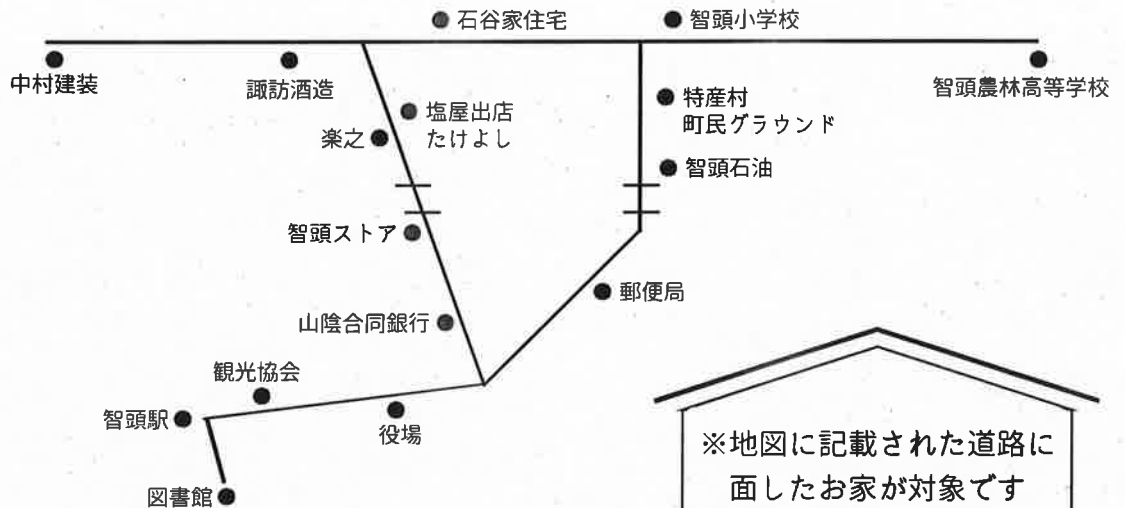 石谷家住宅
智頭小学校
中村建装
諏訪酒造
智頭農林高等学校
塩屋出店
たけよし
特産村
町民グラウンド
楽之
智頭石油
智頭ストア
郵便局
山陰合同銀行
観光協会
智頭駅
役場
図書館
※地図に記載された道路に
面したお家が対象です